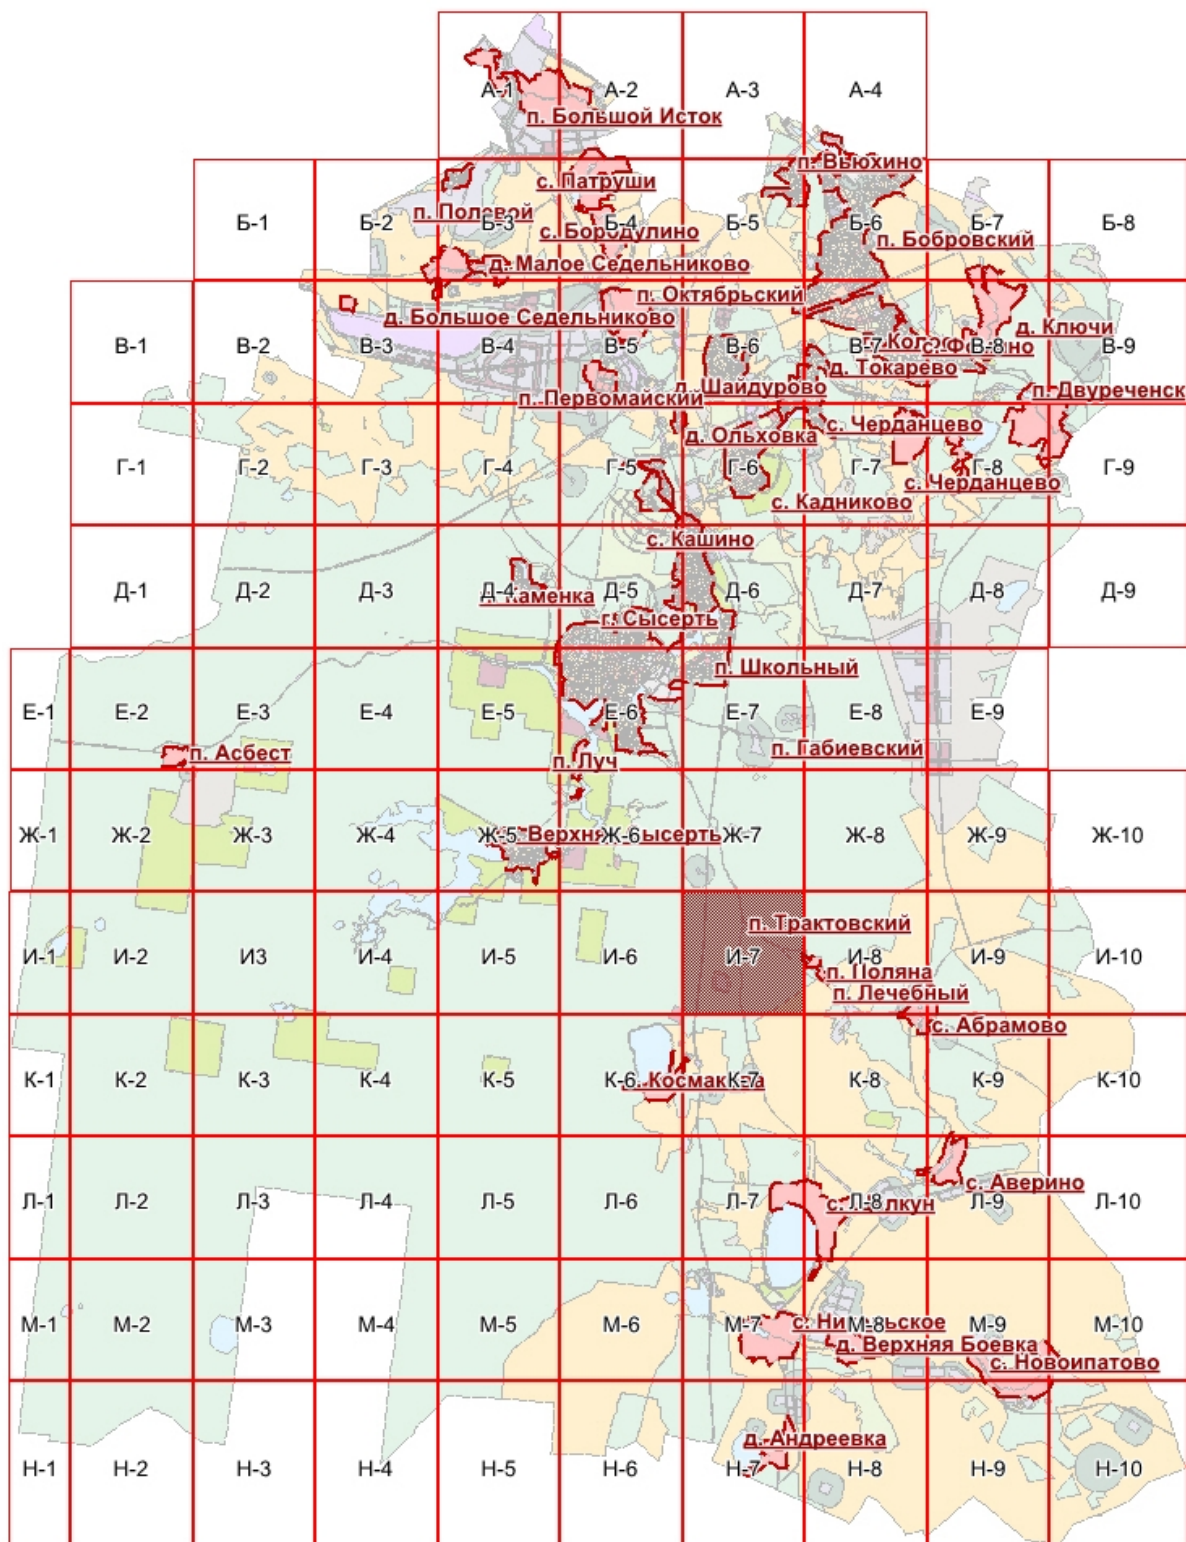 А-1 А-2 А-3 А-4
п. Большой Исток
п. Вьюхино
с. Патруши
п. Полевой
Б-1 Б-2 Б-3 Б-4 Б-5 Б-6 Б-7 Б-8
с. Бородулино
п. Бобровский
д. Малое Седельниково
п. Октябрьский
д. Большое Седельниково
д. Ключи
В-1 В-2 В-3 В-4 В-5 В-6 В-7 В-8 В-9
д. Токарево
д. Шайдурово
п. Двуреченск
п. Первомайский
с. Черданцево
д. Ольховка
Г-1 Г-2 Г-3 Г-4 Г-5 Г-6 Г-7 Г-8 Г-9
с. Черданцево
с. Кадниково
с. Кашино
Д-1 Д-2 Д-3 Д-4 Д-5 Д-6 Д-7 Д-8 Д-9
Каменка
г. Сысерть
п. Школьный
Е-1 Е-2 Е-3 Е-4 Е-5 Е-6 Е-7 Е-8 Е-9
п. Габиевский
п. Асбест
п. Луч
Ж-1 Ж-2 Ж-3 Ж-4 Ж-5 Ж-6 Ж-7 Ж-8 Ж-9 Ж-10
п. Трактовский
И-1 И-2 И3 И-4 И-5 И-6 И-7 И-8 И-9 И-10
п. Поляна
п. Лечебный
с. Абрамово
К-1 К-2 К-3 К-4 К-5 К-6 К-7 К-8 К-9 К-10
с. Аверино
Л-1 Л-2 Л-3 Л-4 Л-5 Л-6 Л-7 Л-8 Л-9 Л-10
М-1 М-2 М-3 М-4 М-5 М-6 М-7 М-8 М-9 М-10
д. Верхняя Боевка
с. Новоипатово
д. Андреевка
Н-1 Н-2 Н-3 Н-4 Н-5 Н-6 Н-7 Н-8 Н-9 Н-10